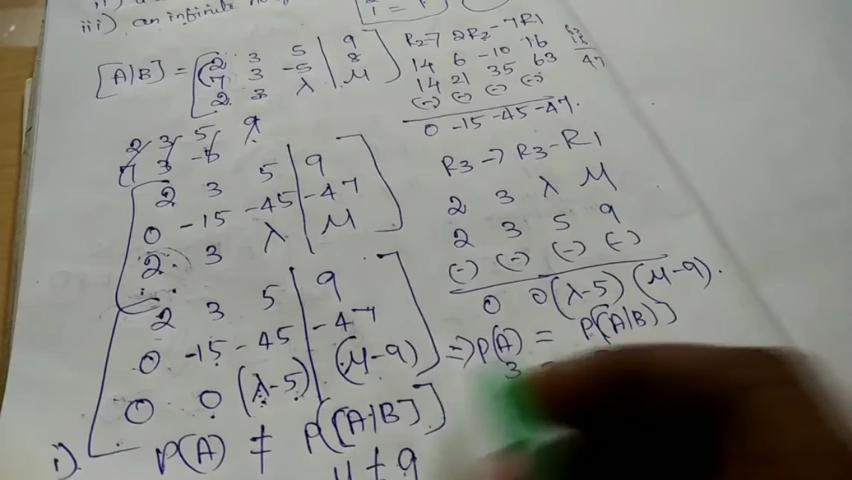 iii) an infinite
[A|B] = [2 3 5 | 9
7 3 -5 | 8
2 3 λ | μ]
R2→ 2R2-7R1
14 6 -10 16
14 21 35 63
(-) (-) (-) (-)
0 -15 -45 -47.
47
2 3 5 9
7 3 -5
[2 3 5 | 9
0 -15 -45 | -47
2 3 λ | μ]
R3→ R3-R1
2 3 λ μ
2 3 5 9
(-) (-) (-) (-)
0 0 (λ-5) (μ-9).
[2 3 5 | 9
0 -15 -45 | -47
0 0 (λ-5) | (μ-9)]
⇒ρ(A) = ρ([A|B])
3
i). ρ(A) ≠ ρ([A|B])
μ ≠ 9